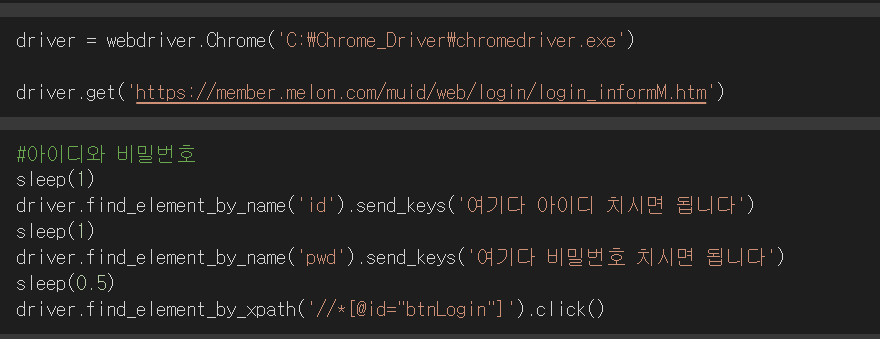 driver = webdriver.Chrome('C:₩Chrome_Driver₩chromedriver.exe')
driver.get('https://member.melon.com/muid/web/login/login_informM.htm')
#아이디와 비밀번호
sleep(1)
driver.find_element_by_name('id').send_keys('여기다 아이디 치시면 됩니다')
sleep(1)
driver.find_element_by_name('pwd').send_keys('여기다 비밀번호 치시면 됩니다')
sleep(0.5)
driver.find_element_by_xpath('//*[@id="btnLogin"]').click()